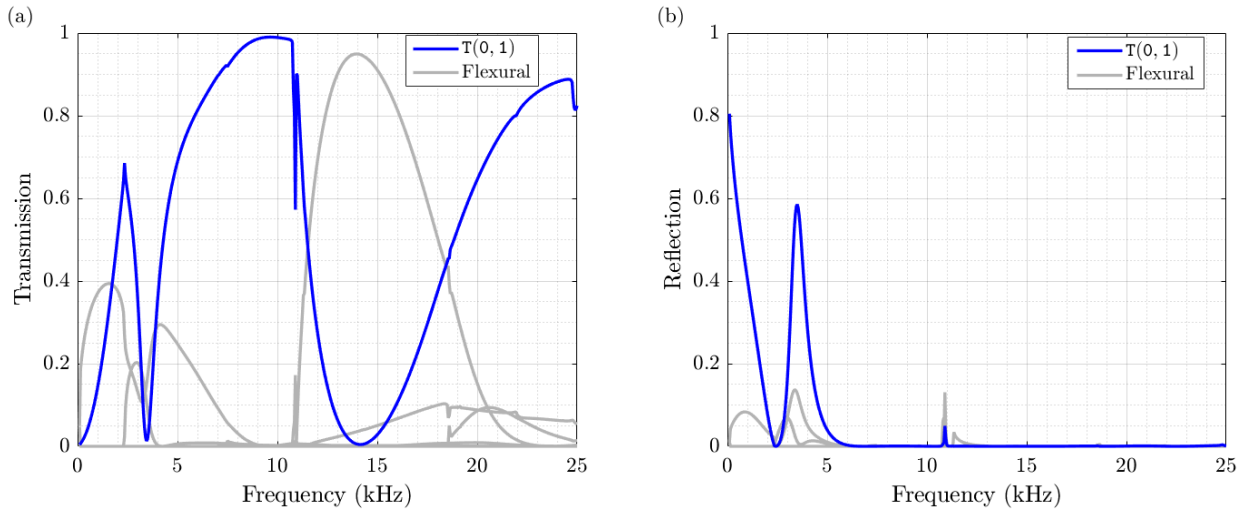 (a)
1
0.8
0.6
0.4
0.2
0
Transmission
T(0, 1)
Flexural
0 5 10 15 20 25
Frequency (kHz)
(b)
1
0.8
0.6
0.4
0.2
0
Reflection
T(0, 1)
Flexural
0 5 10 15 20 25
Frequency (kHz)